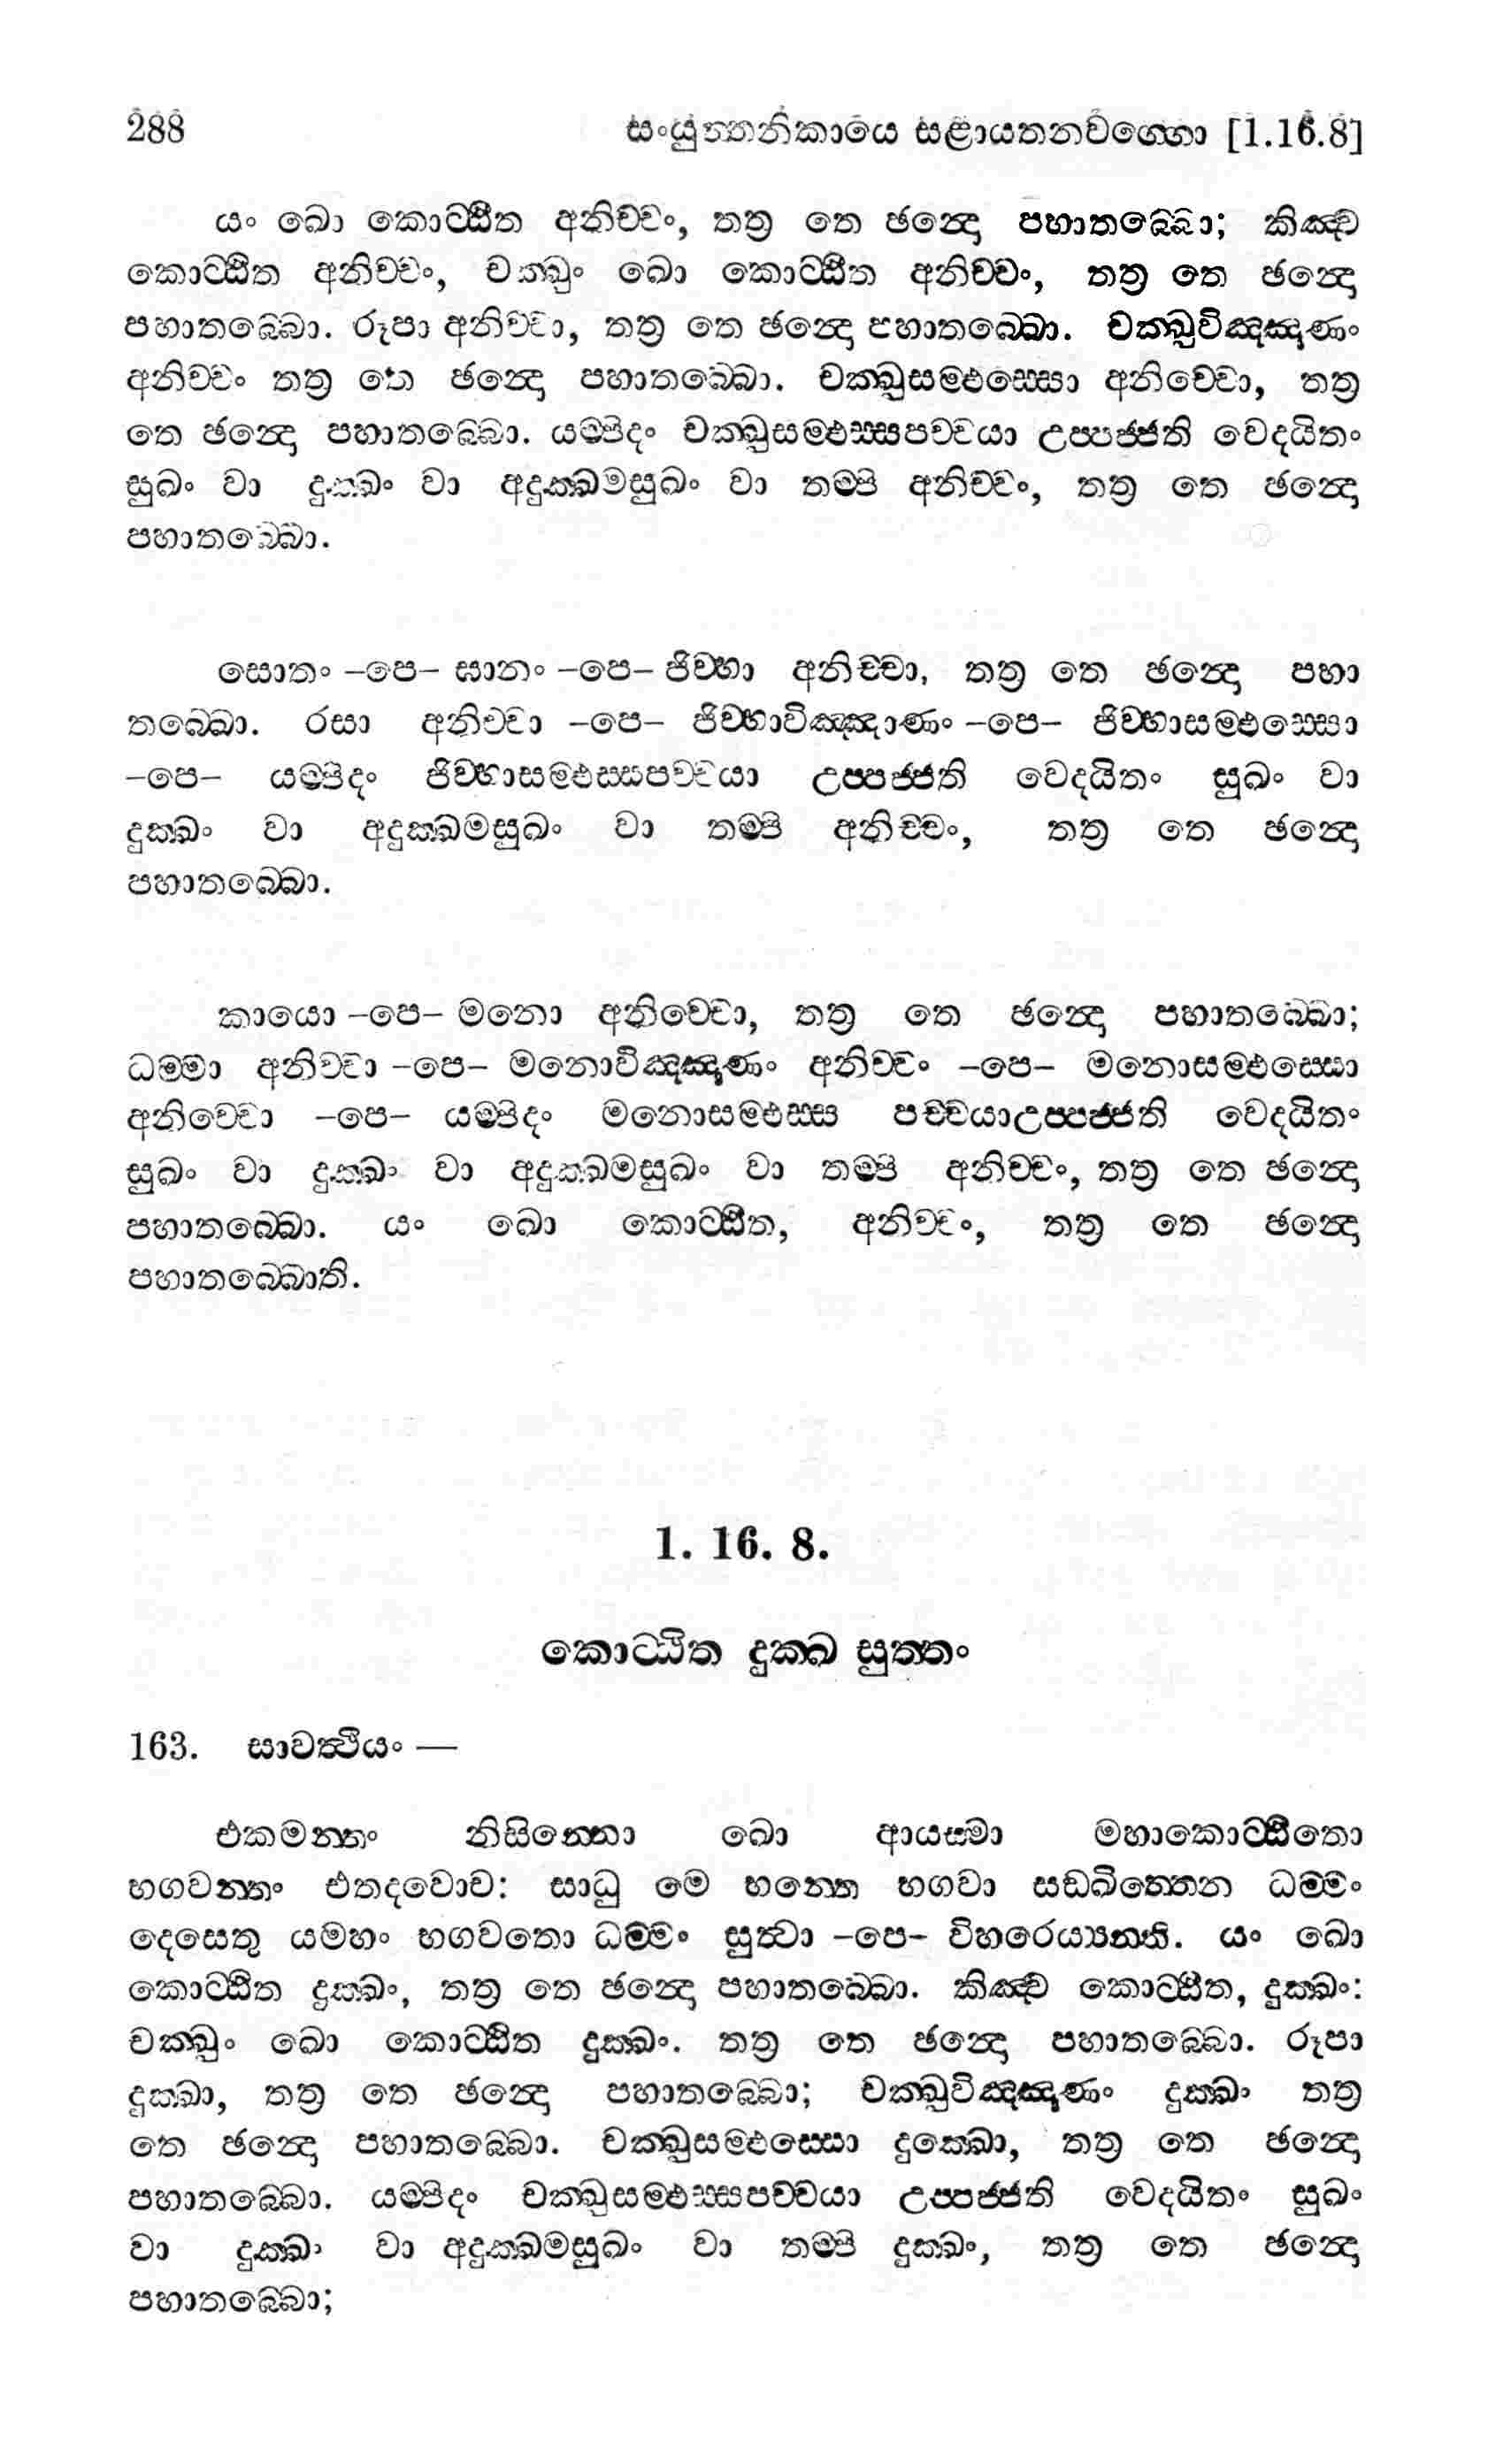 288 සංයුත්තනිකායෙ සළායතනවග්ගො [1.16.8]
යං ඛො කොට්ඨිත අනිච්චං, තත්‍ර තෙ ඡන්දො පහාතබ්බො; කිඤ්ච
කොට්ඨිත අනිච්චං, චක්ඛුං ඛො කොට්ඨිත අනිච්චං, තත්‍ර තෙ ඡන්දො
පහාතබ්බො. රූපා අනිච්චා, තත්‍ර තෙ ඡන්දො පහාතබ්බො. චක්ඛුවිඤ්ඤාණං
අනිච්චං තත්‍ර තෙ ඡන්දො පහාතබ්බො. චක්ඛුසම්ඵස්සො අනිච්චො, තත්‍ර
තෙ ඡන්දො පහාතබ්බො. යම්පිදං චක්ඛුසම්ඵස්සපච්චයා උප්පජ්ජති වෙදයිතං
සුඛං වා දුක්ඛං වා අදුක්ඛමසුඛං වා තම්පි අනිච්චං, තත්‍ර තෙ ඡන්දො
පහාතබ්බො.
සොතං –පෙ– ඝානං –පෙ– ජිව්හා අනිච්චා, තත්‍ර තෙ ඡන්දො පහා
තබ්බො. රසා අනිච්චා –පෙ– ජිව්හාවිඤ්ඤාණං –පෙ– ජිව්හාසම්ඵස්සො
–පෙ– යම්පිදං ජිව්හාසම්ඵස්සපච්චයා උප්පජ්ජති වෙදයිතං සුඛං වා
දුක්ඛං වා අදුක්ඛමසුඛං වා තම්පි අනිච්චං, තත්‍ර තෙ ඡන්දො
පහාතබ්බො.
කායො –පෙ– මනො අනිච්චො, තත්‍ර තෙ ඡන්දො පහාතබ්බො;
ධම්මා අනිච්චා –පෙ– මනොවිඤ්ඤාණං අනිච්චං –පෙ– මනොසම්ඵස්සො
අනිච්චො –පෙ– යම්පිදං මනොසම්ඵස්ස පච්චයාඋප්පජ්ජති වෙදයිතං
සුඛං වා දුක්ඛං වා අදුක්ඛමසුඛං වා තම්පි අනිච්චං, තත්‍ර තෙ ඡන්දො
පහාතබ්බො. යං ඛො කොට්ඨිත, අනිච්චං, තත්‍ර තෙ ඡන්දො
පහාතබ්බොති.
1. 16. 8.
කොට්ඨිත දුක්ඛ සුත්තං
163. සාවත්ථියං —
එකමන්තං නිසින්නො ඛො ආයස්මා මහාකොට්ඨිතො
භගවන්තං එතදවොච: සාධු මෙ භන්තෙ භගවා සඞ්ඛිත්තෙන ධම්මං
දෙසෙතු යමහං භගවතො ධම්මං සුත්වා –පෙ– විහරෙය්‍යන්ති. යං ඛො
කොට්ඨිත දුක්ඛං, තත්‍ර තෙ ඡන්දො පහාතබ්බො. කිඤ්ච කොට්ඨිත, දුක්ඛං:
චක්ඛුං ඛො කොට්ඨිත දුක්ඛං. තත්‍ර තෙ ඡන්දො පහාතබ්බො. රූපා
දුක්ඛා, තත්‍ර තෙ ඡන්දො පහාතබ්බො; චක්ඛුවිඤ්ඤාණං දුක්ඛං තත්‍ර
තෙ ඡන්දො පහාතබ්බො. චක්ඛුසම්ඵස්සො දුක්ඛො, තත්‍ර තෙ ඡන්දො
පහාතබ්බො. යම්පිදං චක්ඛුසම්ඵස්සපච්චයා උප්පජ්ජති වෙදයිතං සුඛං
වා දුක්ඛං වා අදුක්ඛමසුඛං වා තම්පි දුක්ඛං, තත්‍ර තෙ ඡන්දො
පහාතබ්බො;